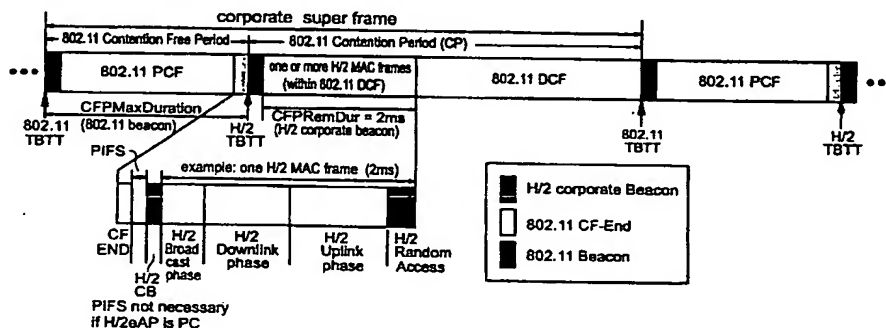 corporate super frame
802.11 Contention Free Period
802.11 Contention Period (CP)
802.11 PCF
one or more H/2 MAC frames
(within 802.11 DCF)
802.11 DCF
802.11 PCF
CFPMaxDuration
(802.11 beacon)
CFPRemDur = 2ms
(H/2 corporate beacon)
802.11
TBTT
H/2
TBTT
802.11
TBTT
H/2
TBTT
PIFS
example: one H/2 MAC frame (2ms)
CF
END
H/2
CB
H/2
Broad
cast
phase
H/2
Downlink
phase
H/2
Uplink
phase
H/2
Random
Access
PIFS not necessary
if H/2eAP is PC
H/2 corporate Beacon
802.11 CF-End
802.11 Beacon